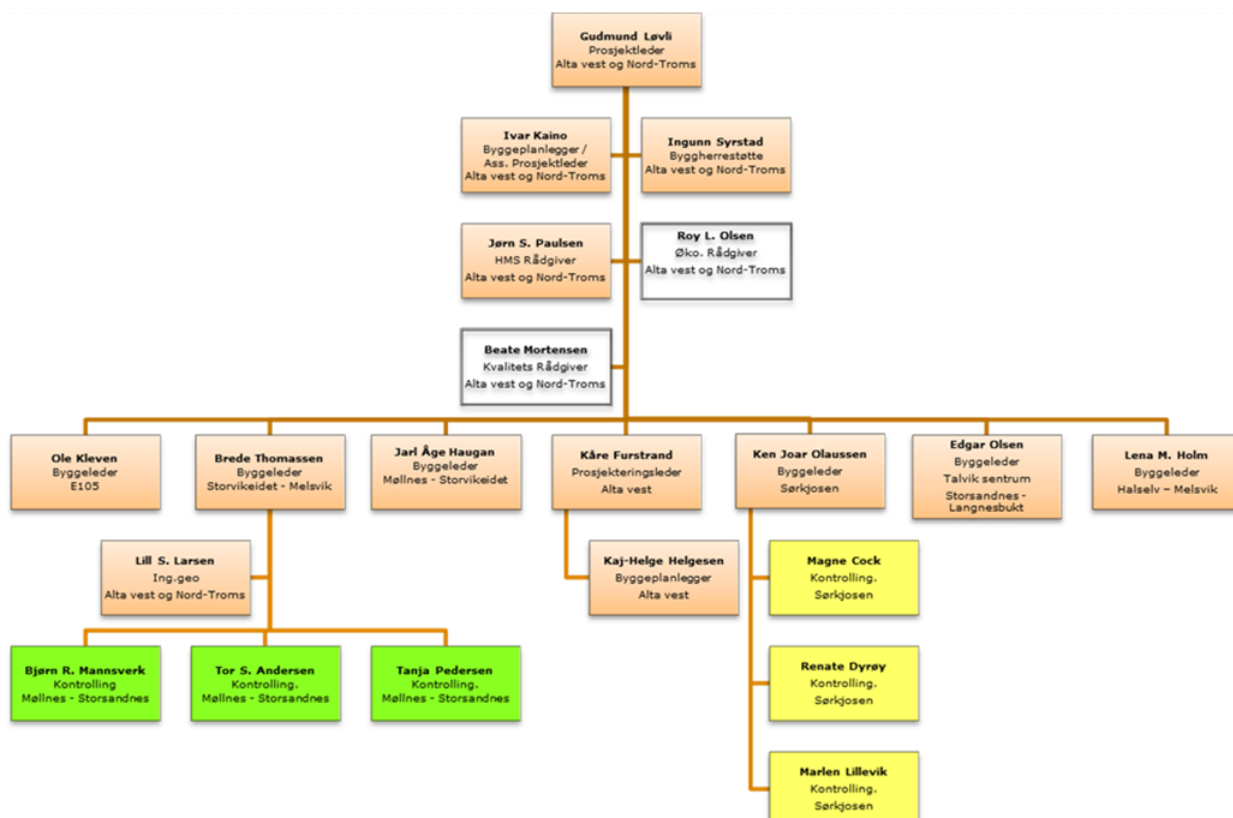 Gudmund Løvli
Prosjektleder
Alta vest og Nord-Troms
Ivar Kaino
Byggeplanlegger /
Ass. Prosjektleder
Alta vest og Nord-Troms
Ingunn Syrstad
Byggherrestøtte
Alta vest og Nord-Troms
Jørn S. Paulsen
HMS Rådgiver
Alta vest og Nord-Troms
Roy L. Olsen
Øko. Rådgiver
Alta vest og Nord-Troms
Beate Mortensen
Kvalitets Rådgiver
Alta vest og Nord-Troms
Ole Kleven
Byggeleder
E105
Brede Thomassen
Byggeleder
Storvikeidet - Melsvik
Jarl Åge Haugan
Byggeleder
Møllnes - Storvikeidet
Kåre Furstrand
Prosjekteringsleder
Alta vest
Ken Joar Olaussen
Byggeleder
Sørkjosen
Edgar Olsen
Byggeleder
Talvik sentrum
Storsandnes -
Langnesbukt
Lena M. Holm
Byggeleder
Halselv – Melsvik
Lill S. Larsen
Ing.geo
Alta vest og Nord-Troms
Kaj-Helge Helgesen
Byggeplanlegger
Alta vest
Magne Cock
Kontrolling.
Sørkjosen
Bjørn R. Mannsverk
Kontrolling
Møllnes - Storsandnes
Tor S. Andersen
Kontrolling.
Møllnes - Storsandnes
Tanja Pedersen
Kontrolling.
Møllnes - Storsandnes
Renate Dyrøy
Kontrolling.
Sørkjosen
Marlen Lillevik
Kontrolling.
Sørkjosen